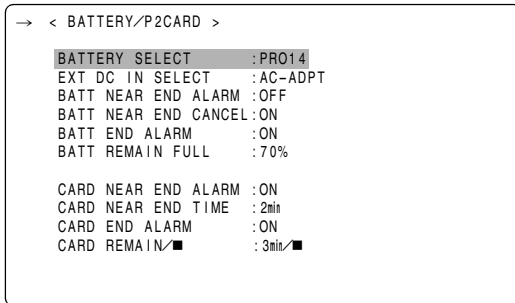 → < BATTERY/P2CARD >
BATTERY SELECT :PRO14
EXT DC IN SELECT :AC-ADPT
BATT NEAR END ALARM :OFF
BATT NEAR END CANCEL:ON
BATT END ALARM :ON
BATT REMAIN FULL :70%
CARD NEAR END ALARM :ON
CARD NEAR END TIME :2min
CARD END ALARM :ON
CARD REMAIN/■ :3min/■